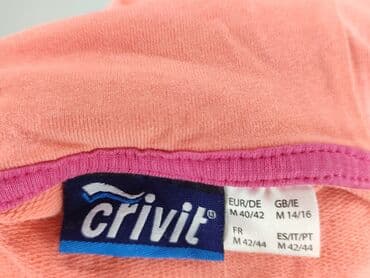 crivit®
EUR/DE GB/IE
M 40/42 M 14/16
FR ES/IT/PT
M 42/44 M 42/44